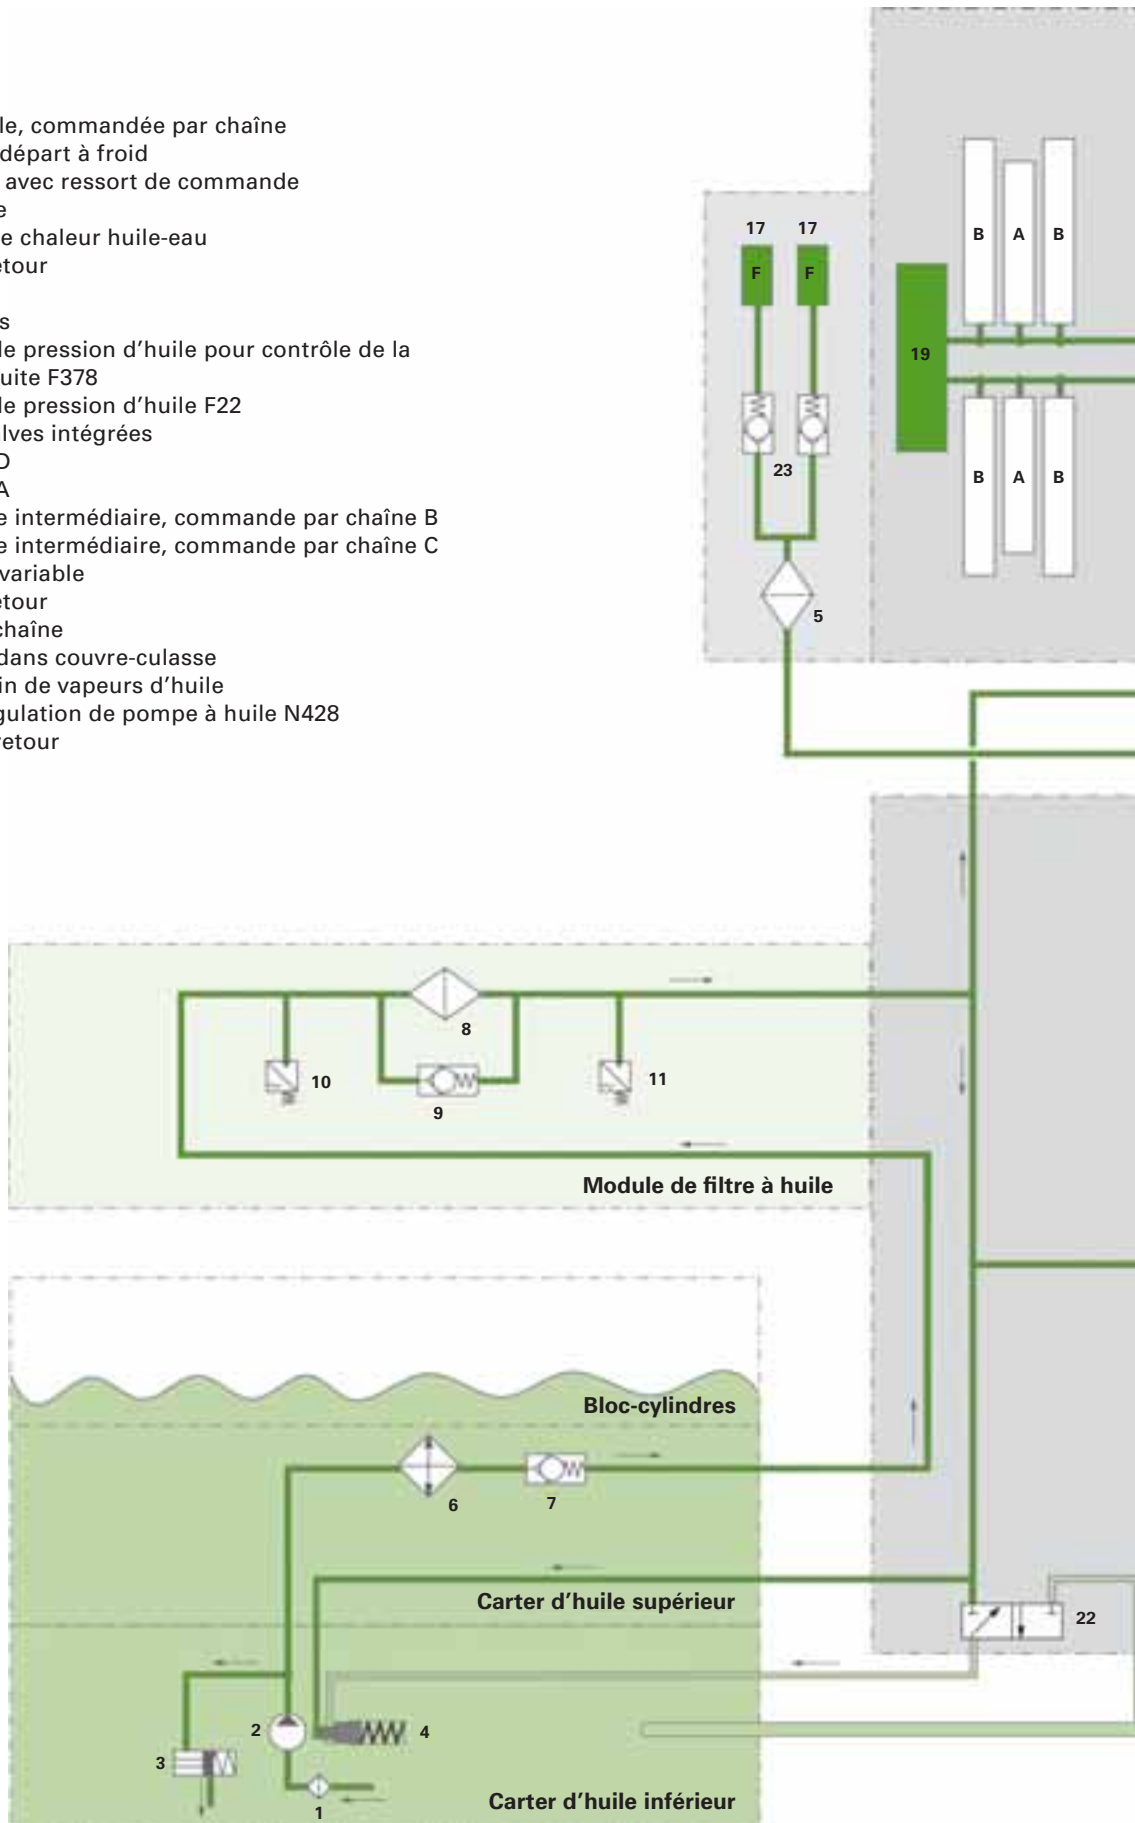 le, commandée par chaîne
départ à froid
avec ressort de commande
e
e chaleur huile-eau
etour
s
le pression d’huile pour contrôle de la
uite F378
le pression d’huile F22
lves intégrées
D
A
e intermédiaire, commande par chaîne B
e intermédiaire, commande par chaîne C
variable
etour
chaîne
dans couvre-culasse
in de vapeurs d’huile
gulation de pompe à huile N428
retour
17 17
F F
B A B
19
23
B A B
5
8
10
11
9
Module de filtre à huile
Bloc-cylindres
6
7
Carter d’huile supérieur
22
2
4
3
1
Carter d’huile inférieur